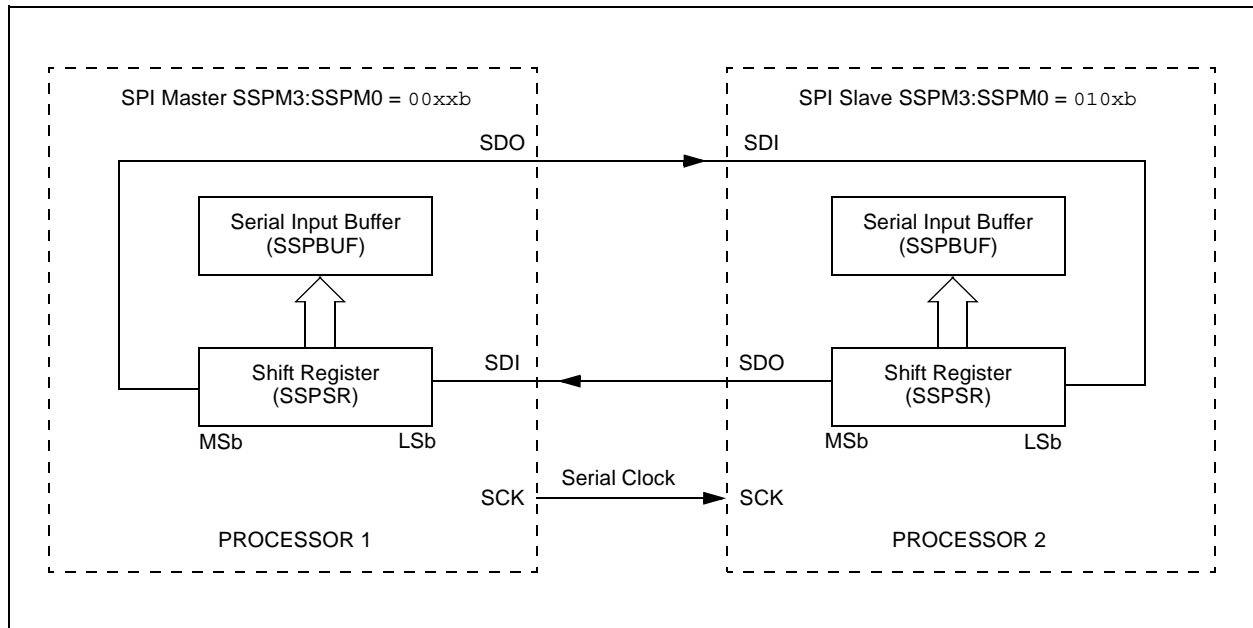 SPI Master SSPM3:SSPM0 = 00xxb
SDO
Serial Input Buffer
(SSPBUF)
SDI
Shift Register
(SSPSR)
MSb
LSb
SCK
PROCESSOR 1
Serial Clock
SPI Slave SSPM3:SSPM0 = 010xb
SDI
Serial Input Buffer
(SSPBUF)
SDO
Shift Register
(SSPSR)
MSb
LSb
SCK
PROCESSOR 2